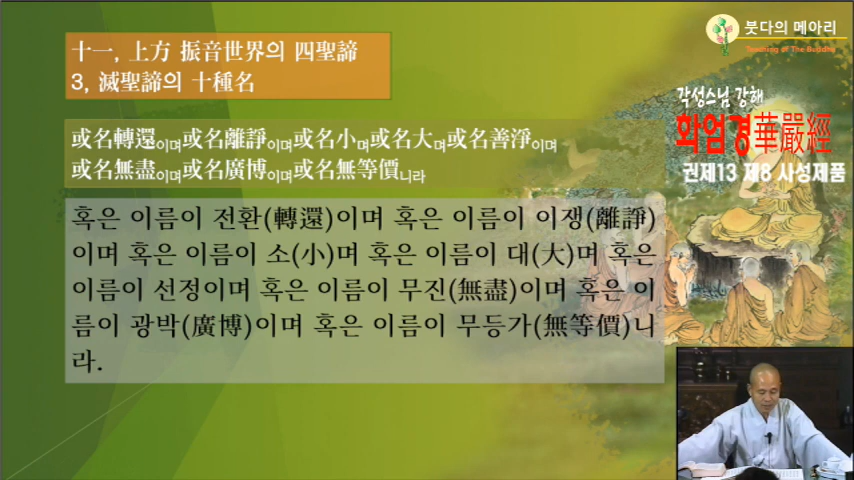 十一, 上方 振音世界의 四聖諦
3, 滅聖諦의 十種名
或名轉還이며或名離諍이며或名小며或名大며或名善淨이며
或名無盡이며或名廣博이며或名無等價니라
혹은 이름이 전환(轉還)이며 혹은 이름이 이쟁(離諍)
이며 혹은 이름이 소(小)며 혹은 이름이 대(大)며 혹은
이름이 선정이며 혹은 이름이 무진(無盡)이며 혹은 이
름이 광박(廣博)이며 혹은 이름이 무등가(無等價)니
라.
붓다의 메아리
Teaching of The Buddha
각성스님 강해
화엄경華嚴經
권제13 제8 사성제품